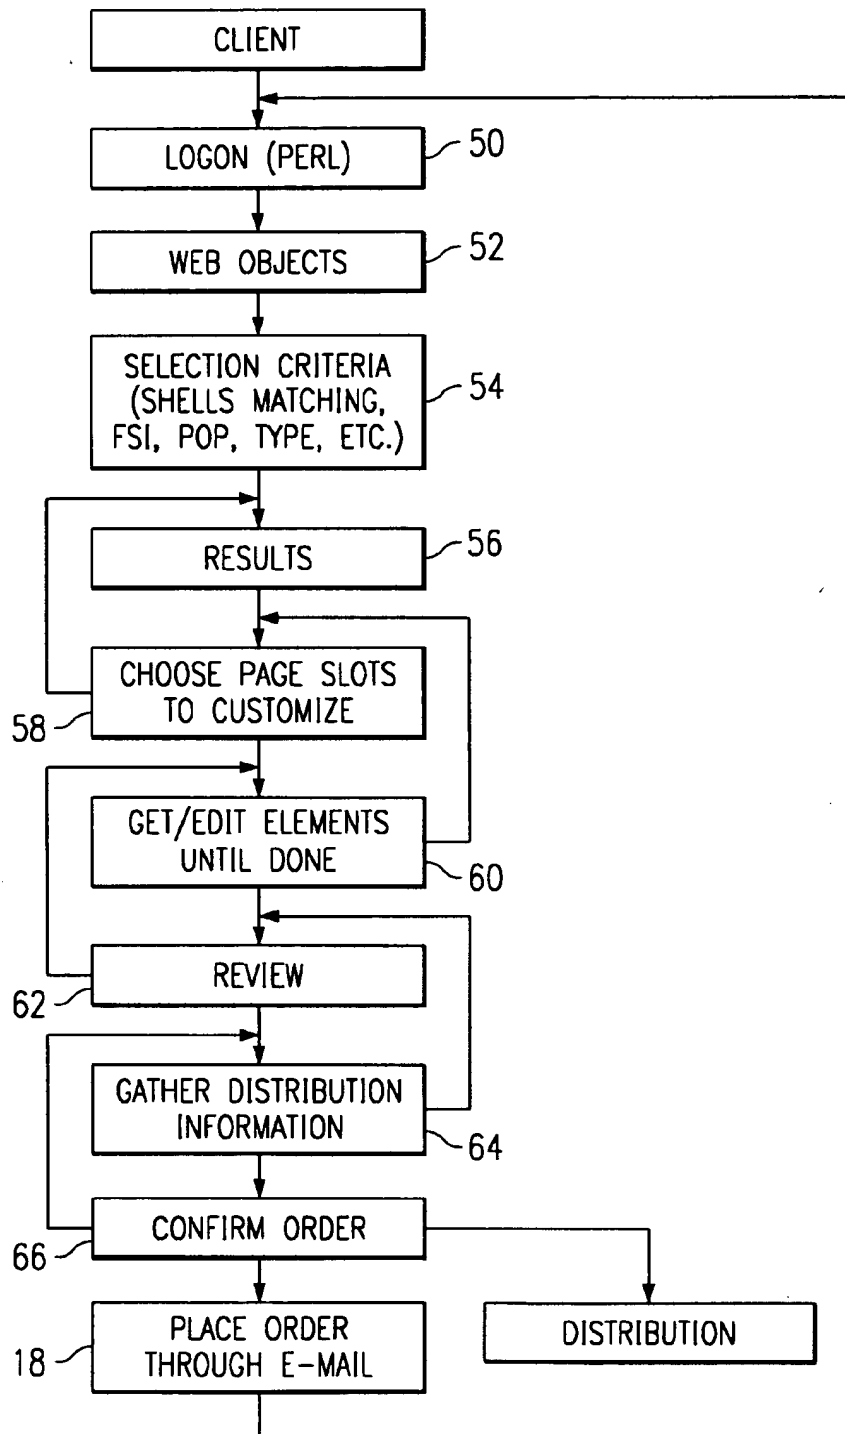 CLIENT
LOGON (PERL)
50
WEB OBJECTS
52
SELECTION CRITERIA
(SHELLS MATCHING,
FSI, POP, TYPE, ETC.)
54
RESULTS
56
CHOOSE PAGE SLOTS
TO CUSTOMIZE
58
GET/EDIT ELEMENTS
UNTIL DONE
60
REVIEW
62
GATHER DISTRIBUTION
INFORMATION
64
CONFIRM ORDER
66
PLACE ORDER
THROUGH E-MAIL
18
DISTRIBUTION